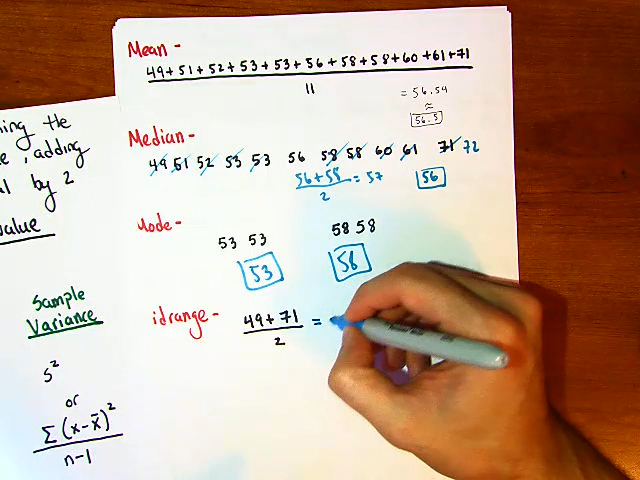 Mean -
49+51+52+53+53+56+58+58+60+61+71
11
= 56.54
≈
56.5
Median -
49 51 52 53 53 56 58 58 60 61 71 72
56+58
2
= 57
56
Mode -
53 53 58 58
53 58
idrange - 49+71 =
2
ning the
e, adding
l by 2
value
Sample
Variance
s²
or
Σ(x-x̄)²
n-1